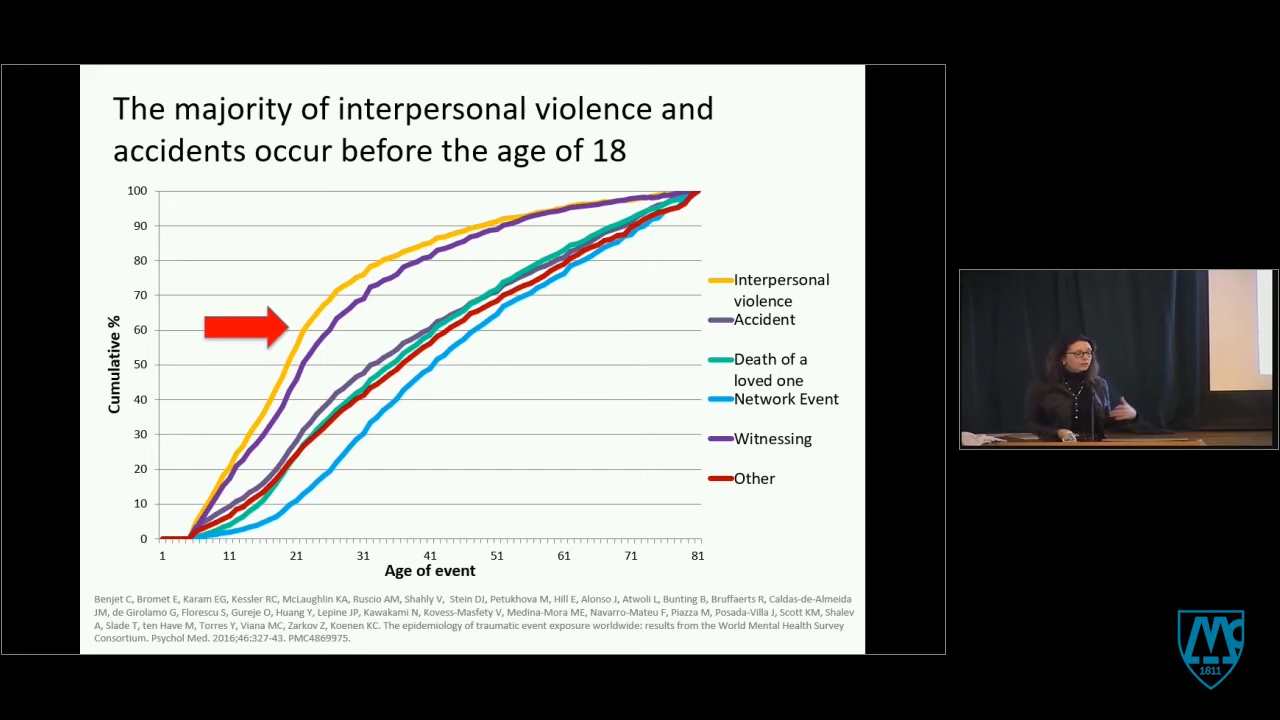 The majority of interpersonal violence and
accidents occur before the age of 18
100
90
80
70
60
50
40
30
20
10
0
Cumulative %
1 11 21 31 41 51 61 71 81
Age of event
Interpersonal
violence
Accident
Death of a
loved one
Network Event
Witnessing
Other
Benjet C, Bromet E, Karam EG, Kessler RC, McLaughlin KA, Ruscio AM, Shahly V, Stein DJ, Petukhova M, Hill E, Alonso J, Atwoli L, Bunting B, Bruffaerts R, Caldas-de-Almeida
JM, de Girolamo G, Florescu S, Gureje O, Huang Y, Lepine JP, Kawakami N, Kovess-Masfety V, Medina-Mora ME, Navarro-Mateu F, Piazza M, Posada-Villa J, Scott KM, Shalev
A, Slade T, ten Have M, Torres Y, Viana MC, Zarkov Z, Koenen KC. The epidemiology of traumatic event exposure worldwide: results from the World Mental Health Survey
Consortium. Psychol Med. 2016;46:327-43. PMC4869975.
1811